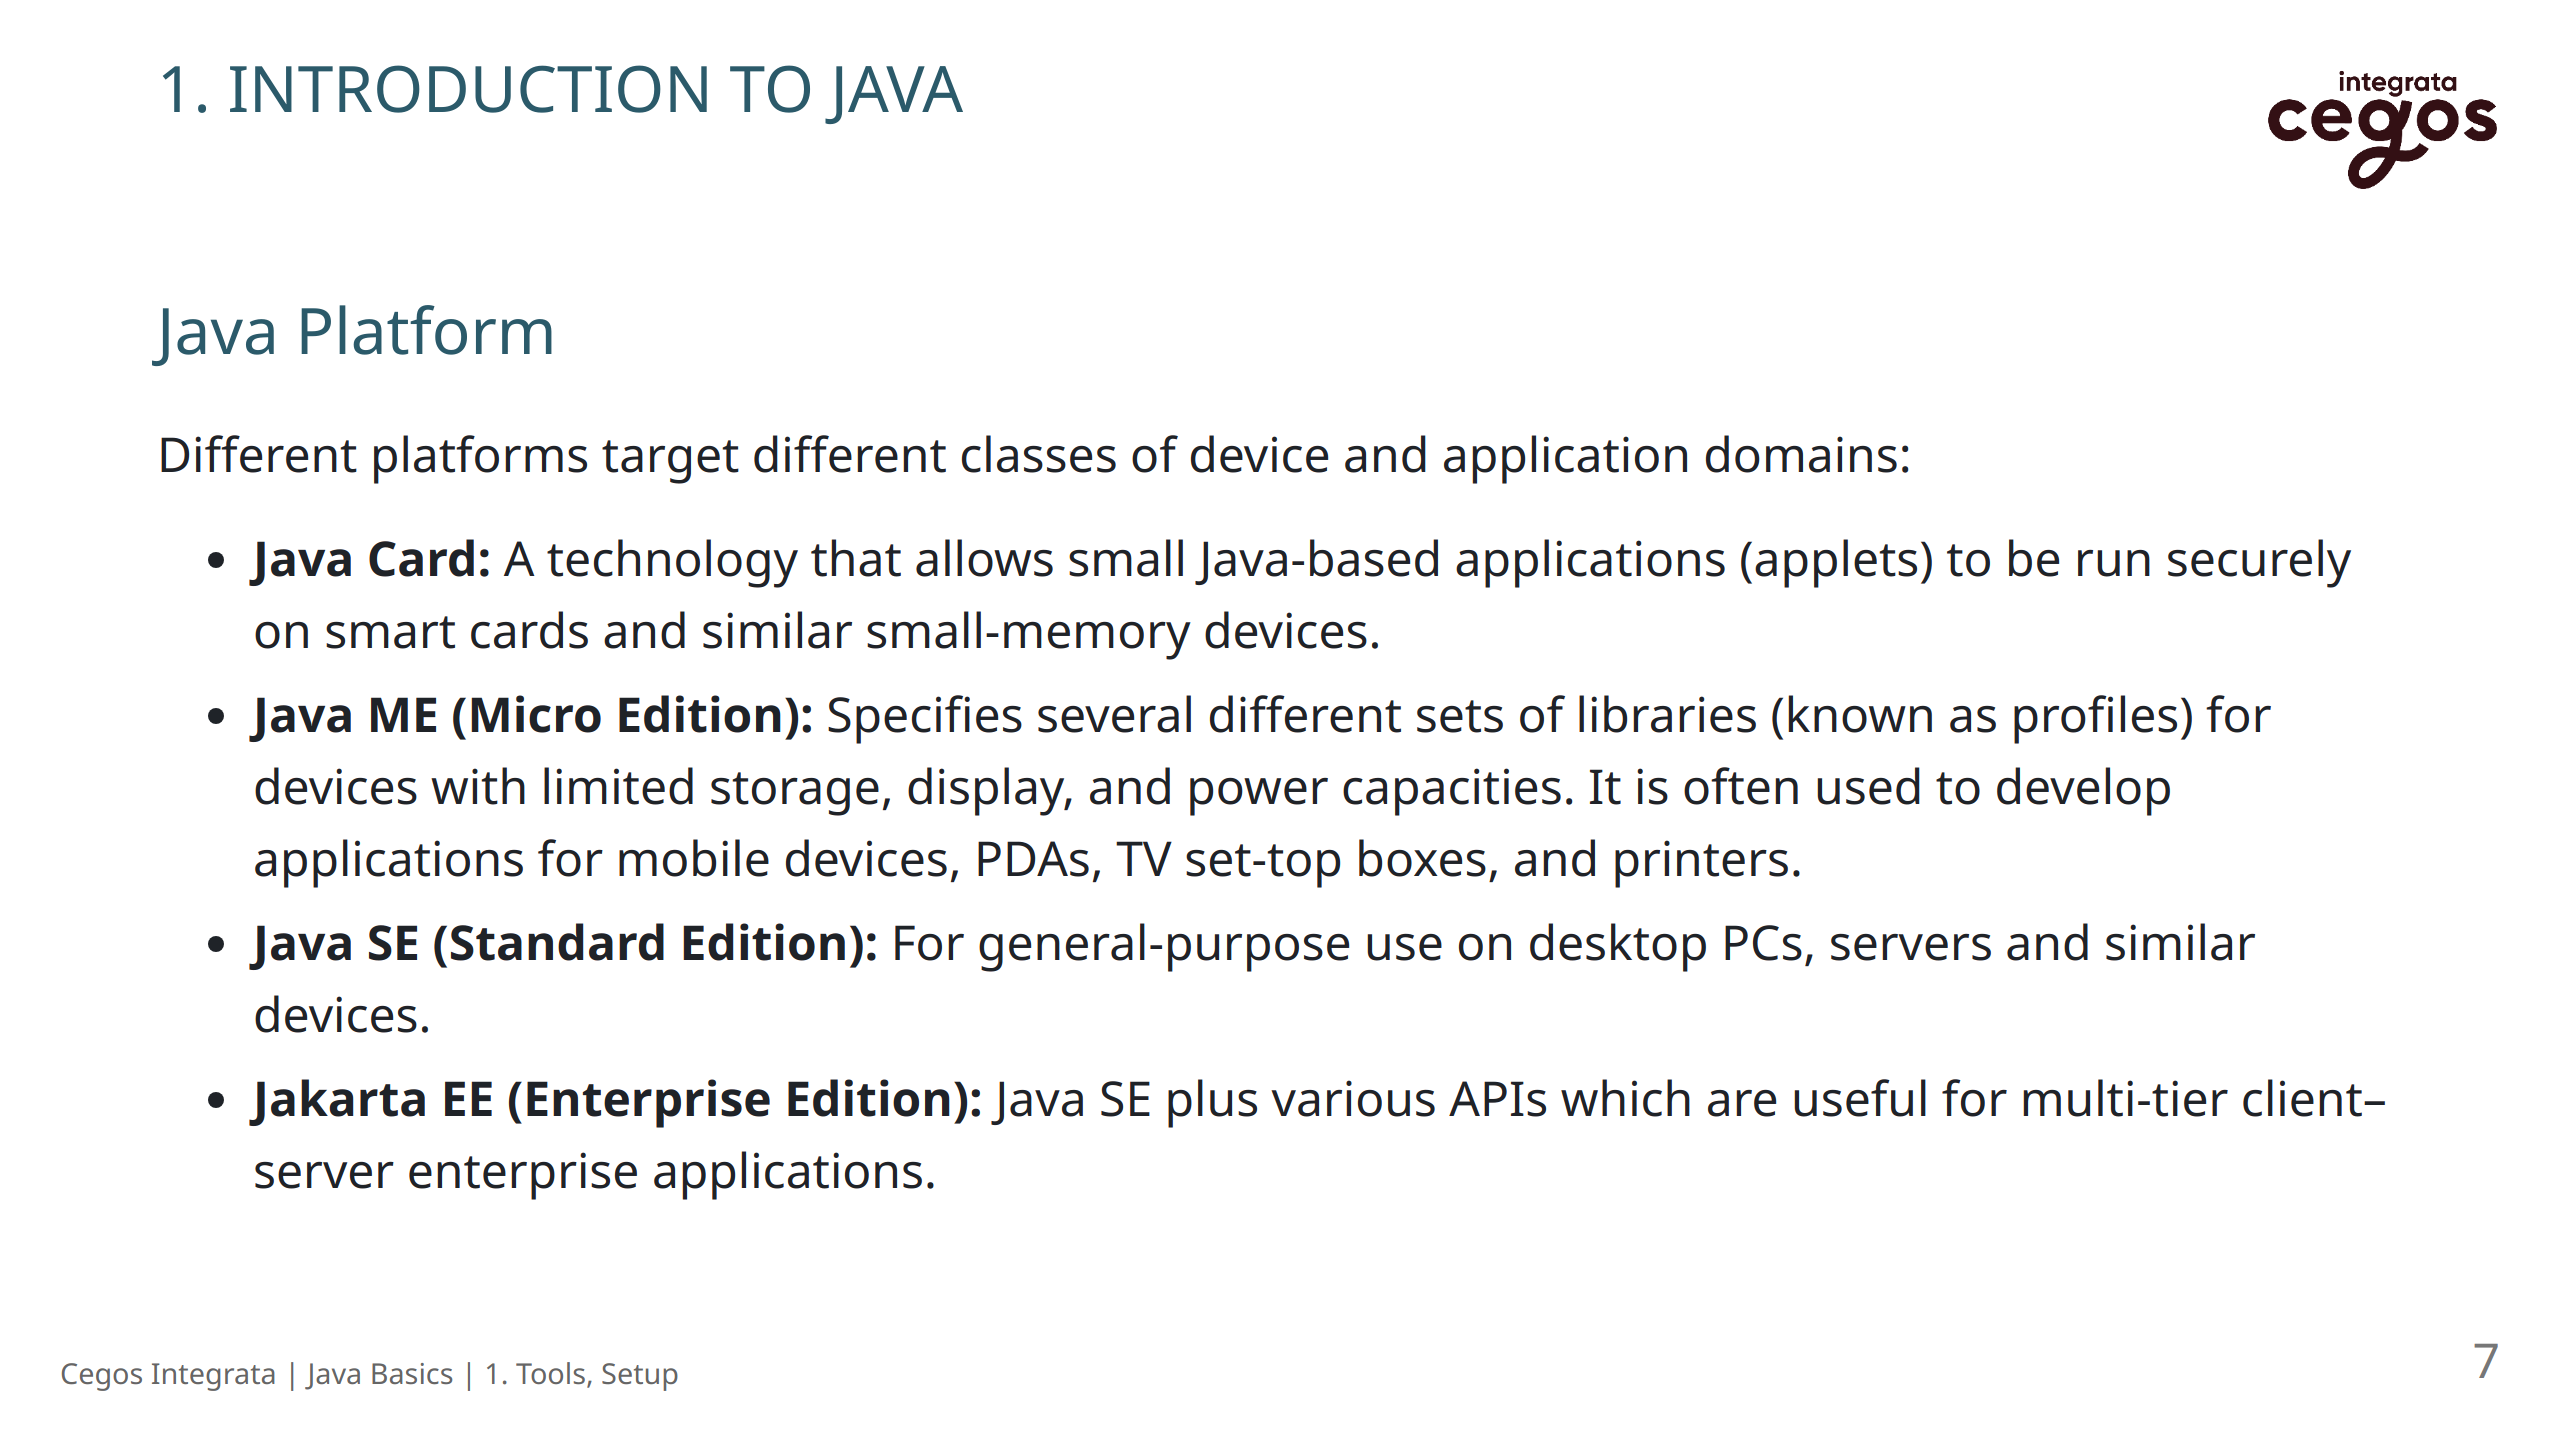 1. INTRODUCTION TO JAVA
integrata
cegos
Java Platform
Different platforms target different classes of device and application domains:
• Java Card: A technology that allows small Java-based applications (applets) to be run securely
on smart cards and similar small-memory devices.
• Java ME (Micro Edition): Specifies several different sets of libraries (known as profiles) for
devices with limited storage, display, and power capacities. It is often used to develop
applications for mobile devices, PDAs, TV set-top boxes, and printers.
• Java SE (Standard Edition): For general-purpose use on desktop PCs, servers and similar
devices.
• Jakarta EE (Enterprise Edition): Java SE plus various APIs which are useful for multi-tier client–
server enterprise applications.
Cegos Integrata | Java Basics | 1. Tools, Setup
7